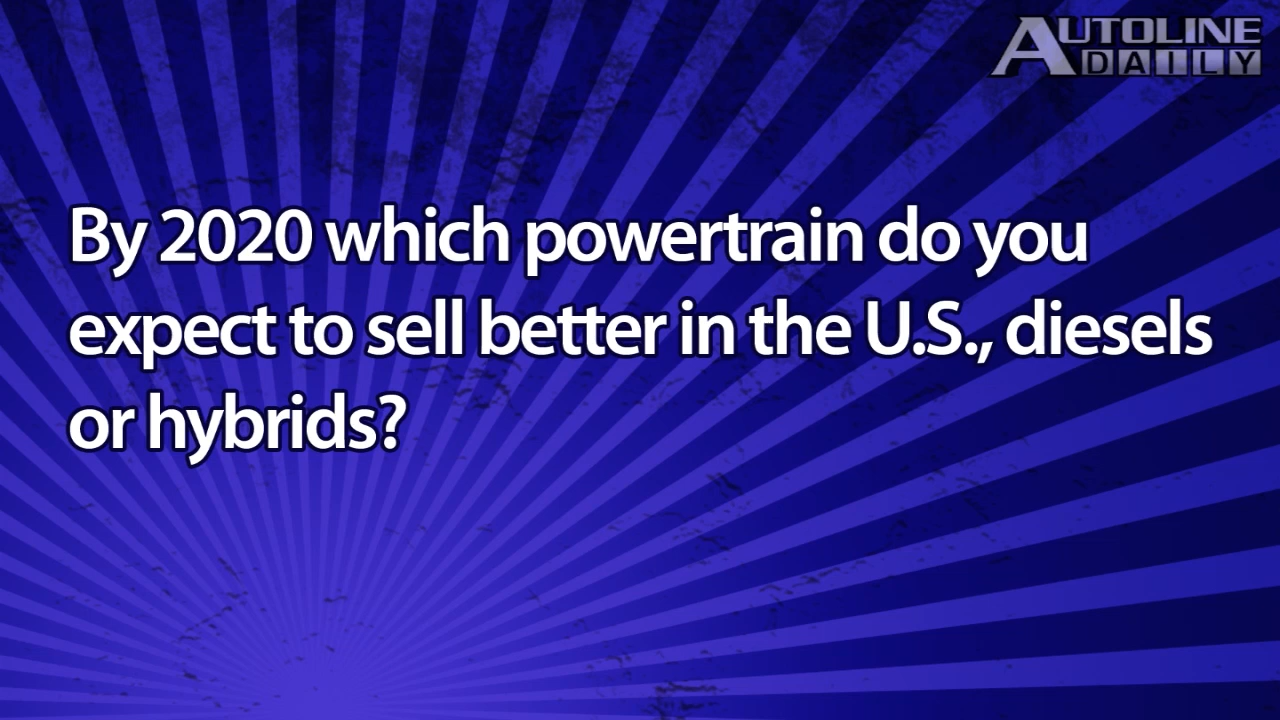 AUTOLINE
DAILY
By 2020 which powertrain do you
expect to sell better in the U.S., diesels
or hybrids?